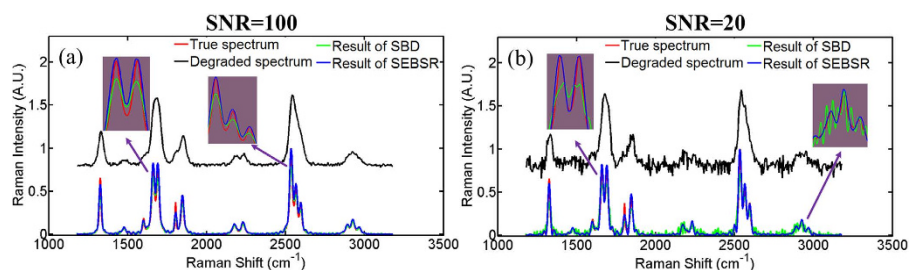 SNR=100
(a)
True spectrum
Result of SBD
Degraded spectrum
Result of SEBSR
Raman Intensity (A.U.)
2
1.5
1
0.5
0
1000
1500
2000
2500
3000
3500
Raman Shift (cm⁻¹)
SNR=20
(b)
True spectrum
Result of SBD
Degraded spectrum
Result of SEBSR
Raman Intensity (A.U.)
2
1.5
1
0.5
0
1000
1500
2000
2500
3000
3500
Raman Shift (cm⁻¹)